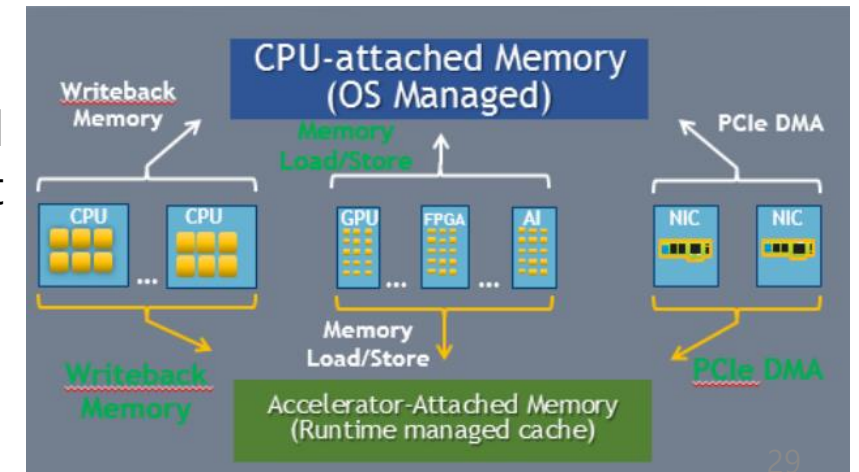 CPU-attached Memory
(OS Managed)
Writeback
Memory
Memory
Load/Store
PCIe DMA
CPU
CPU
GPU
FPGA
AI
NIC
NIC
...
...
...
Memory
Load/Store
Writeback
Memory
PCIe DMA
Accelerator-Attached Memory
(Runtime managed cache)
29